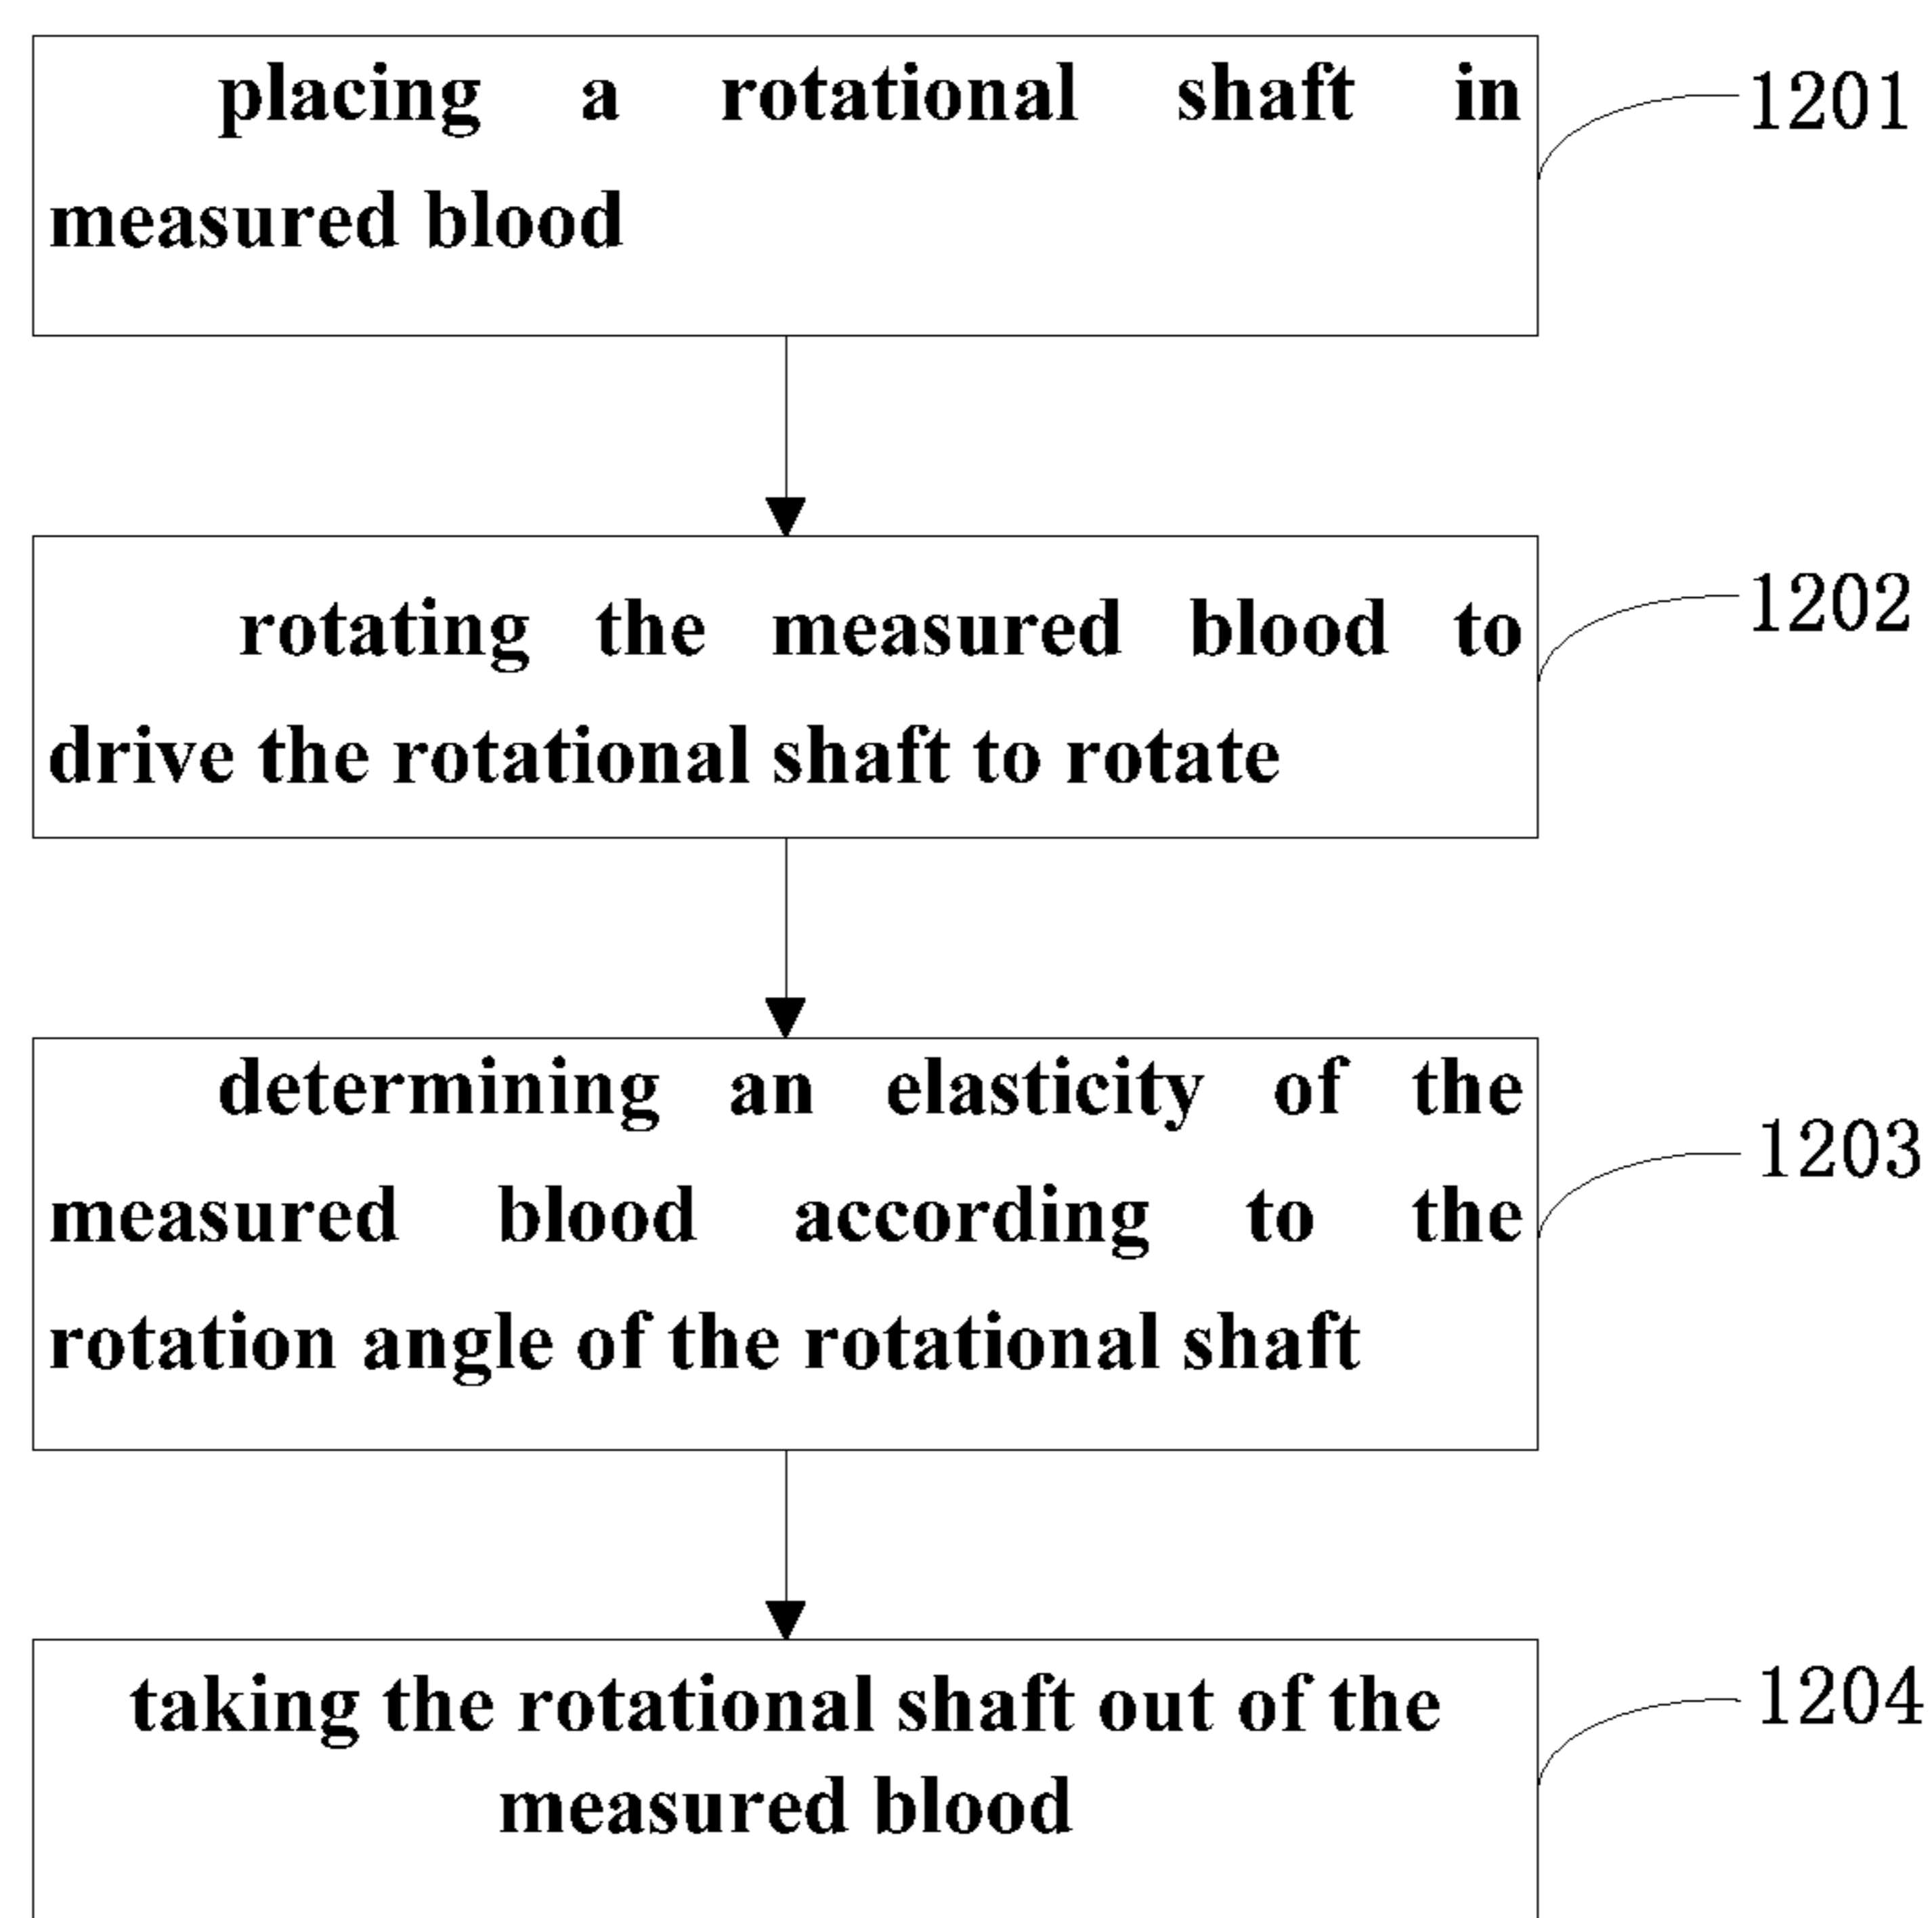 placing a rotational shaft in
measured blood
1201
rotating the measured blood to
drive the rotational shaft to rotate
1202
determining an elasticity of the
measured blood according to the
rotation angle of the rotational shaft
1203
taking the rotational shaft out of the
measured blood
1204